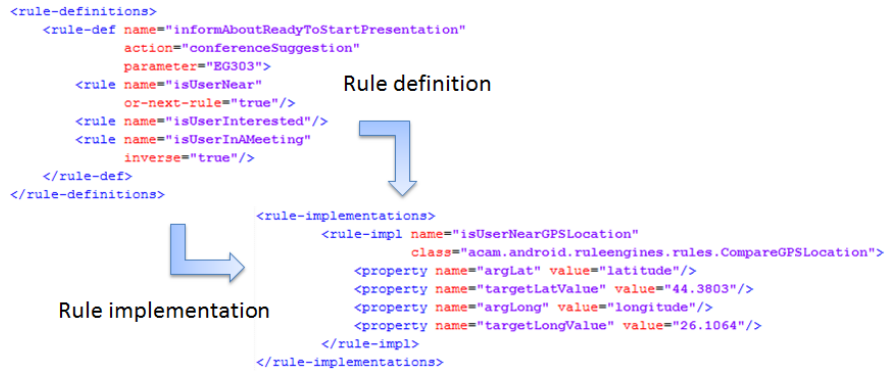 <rule-definitions>
<rule-def name="informAboutReadyToStartPresentation"
action="conferenceSuggestion"
parameter="EG303">
<rule name="isUserNear"
or-next-rule="true"/>
<rule name="isUserInterested"/>
<rule name="isUserInAMeeting"
inverse="true"/>
</rule-def>
</rule-definitions>
Rule definition
<rule-implementations>
<rule-impl name="isUserNearGPSLocation"
class="acam.android.ruleengines.rules.CompareGPSLocation">
<property name="argLat" value="latitude"/>
<property name="targetLatValue" value="44.3803"/>
<property name="argLong" value="longitude"/>
<property name="targetLongValue" value="26.1064"/>
</rule-impl>
</rule-implementations>
Rule implementation